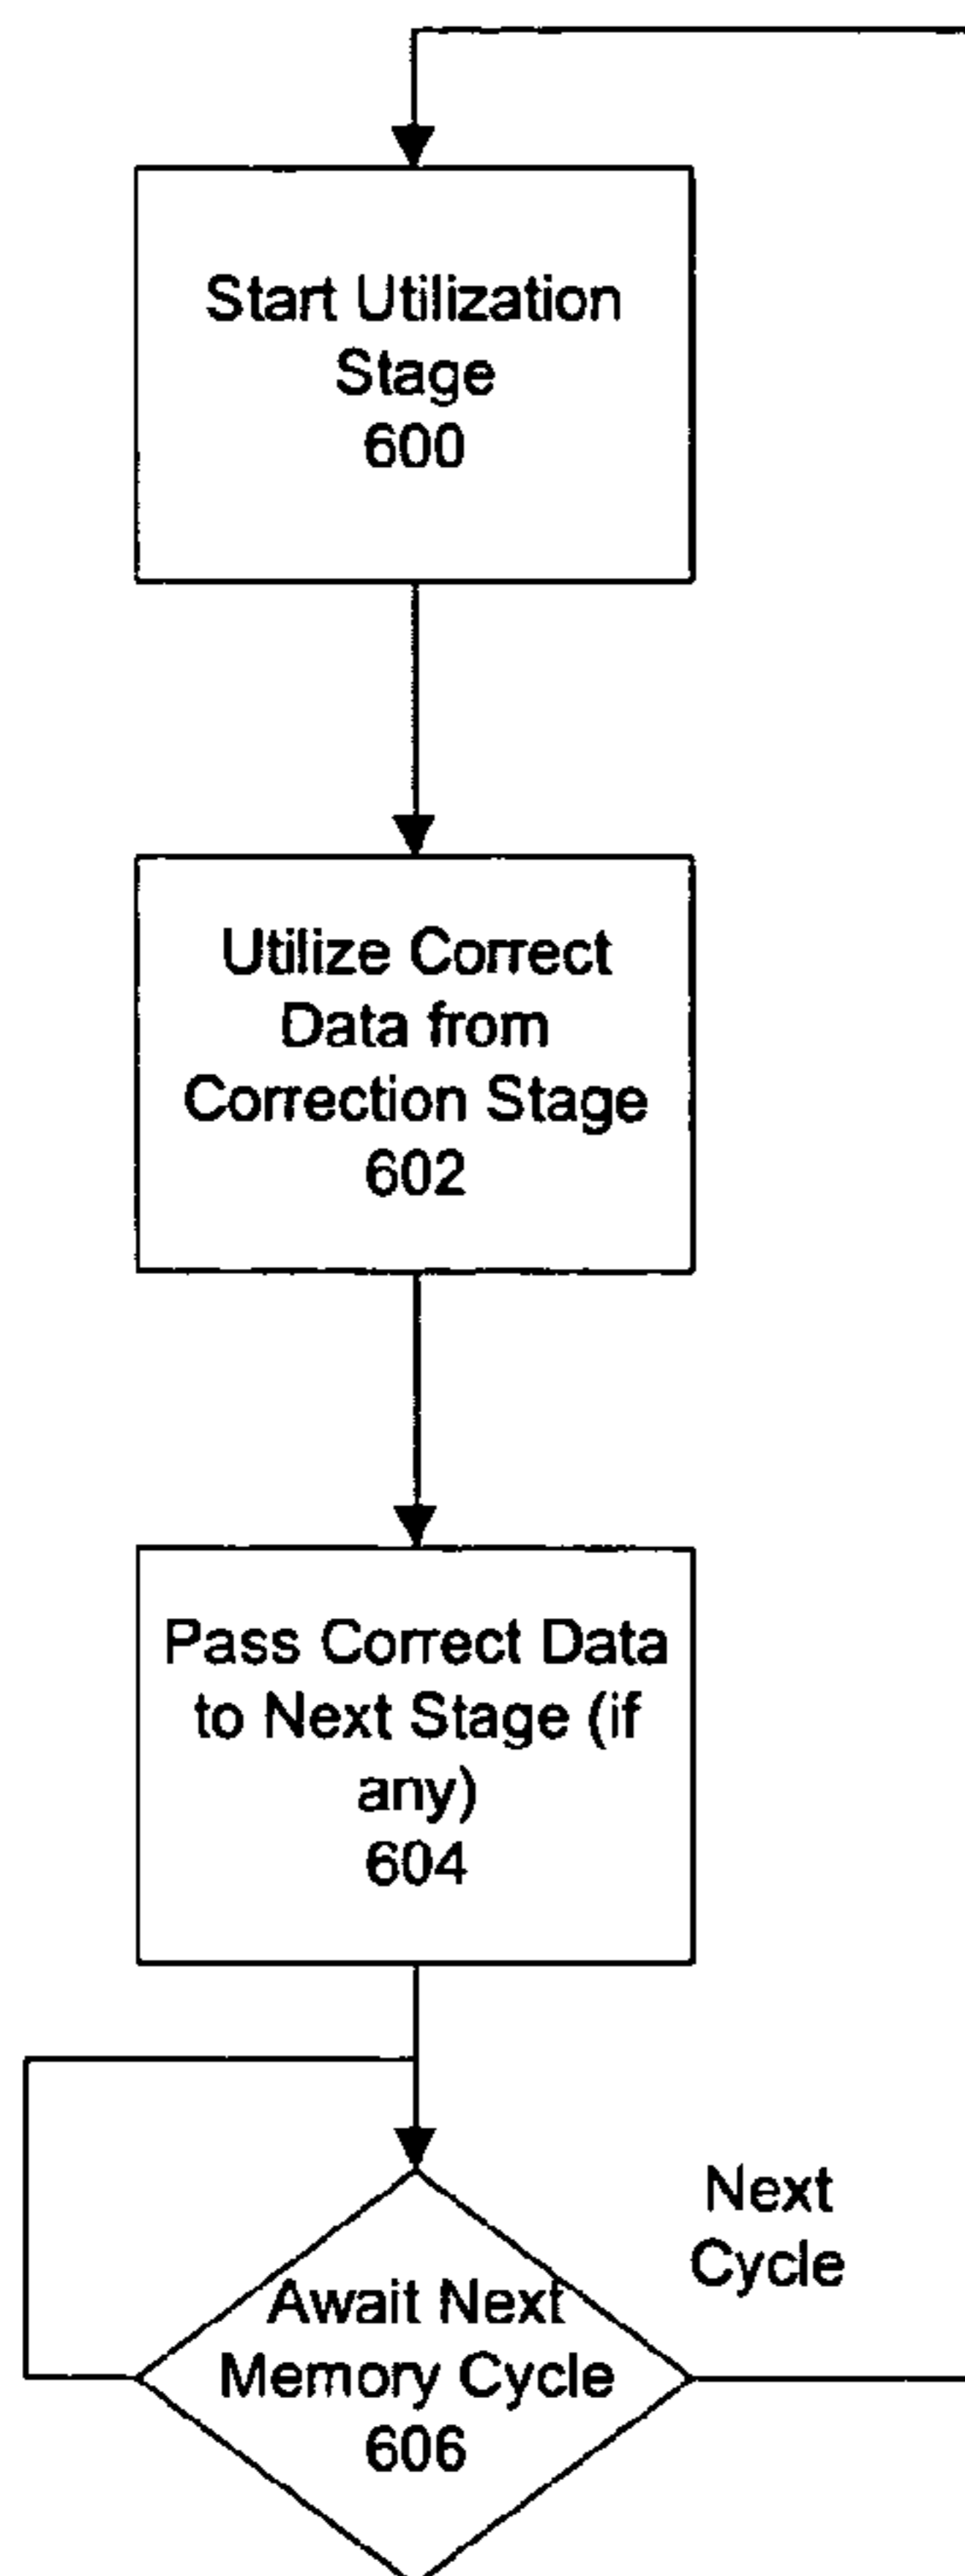 Start Utilization
Stage
600
Utilize Correct
Data from
Correction Stage
602
Pass Correct Data
to Next Stage (if
any)
604
Next
Cycle
Await Next
Memory Cycle
606